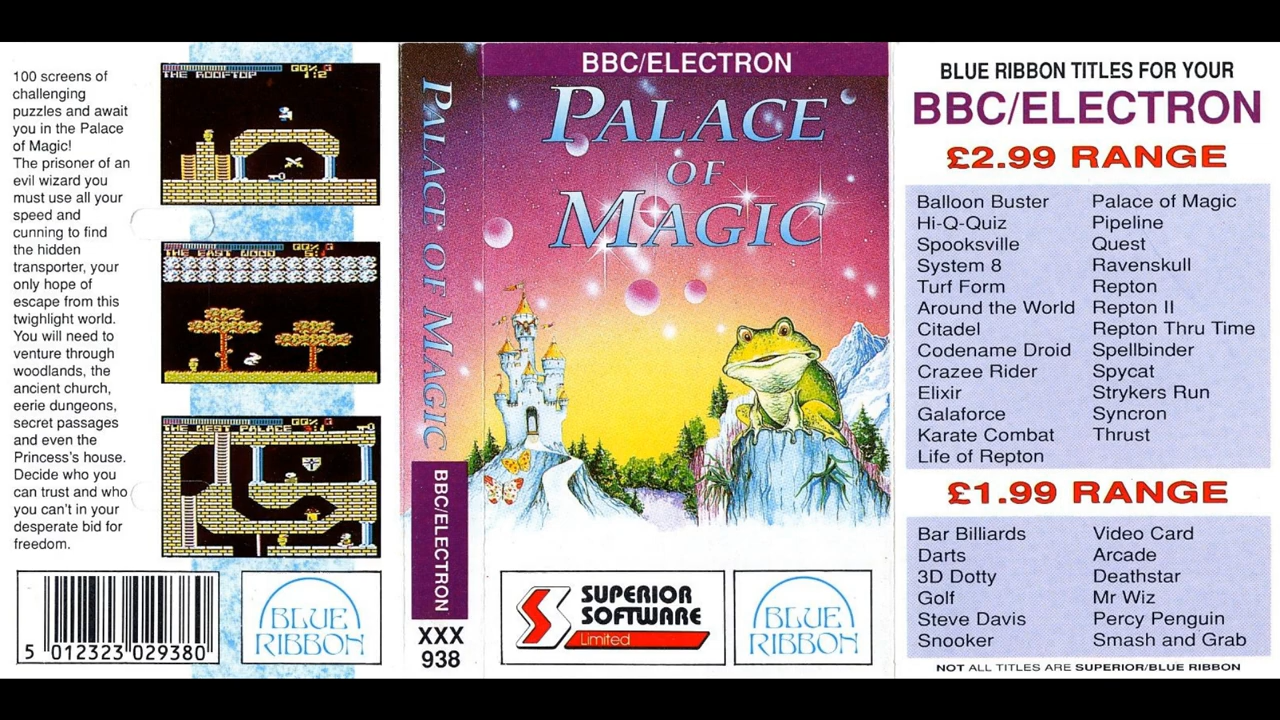 100 screens of
challenging
puzzles and await
you in the Palace
of Magic!
The prisoner of an
evil wizard you
must use all your
speed and
cunning to find
the hidden
transporter, your
only hope of
escape from this
twighlight world.
You will need to
venture through
woodlands, the
ancient church,
eerie dungeons,
secret passages
and even the
Princess's house.
Decide who you
can trust and who
you can't in your
desperate bid for
freedom.
THE ROOFTOP
THE EAST WOOD
THE WEST PALACE
5 012323 029380
BLUE
RIBBON
PALACE OF MAGIC
BBC/ELECTRON
XXX
938
BBC/ELECTRON
PALACE
OF
MAGIC
SUPERIOR
SOFTWARE
Limited
BLUE
RIBBON
BLUE RIBBON TITLES FOR YOUR
BBC/ELECTRON
£2.99 RANGE
Balloon Buster
Hi-Q-Quiz
Spooksville
System 8
Turf Form
Around the World
Citadel
Codename Droid
Crazee Rider
Elixir
Galaforce
Karate Combat
Life of Repton
Palace of Magic
Pipeline
Quest
Ravenskull
Repton
Repton II
Repton Thru Time
Spellbinder
Spycat
Strykers Run
Syncron
Thrust
£1.99 RANGE
Bar Billiards
Darts
3D Dotty
Golf
Steve Davis
Snooker
Video Card
Arcade
Deathstar
Mr Wiz
Percy Penguin
Smash and Grab
NOT ALL TITLES ARE SUPERIOR/BLUE RIBBON